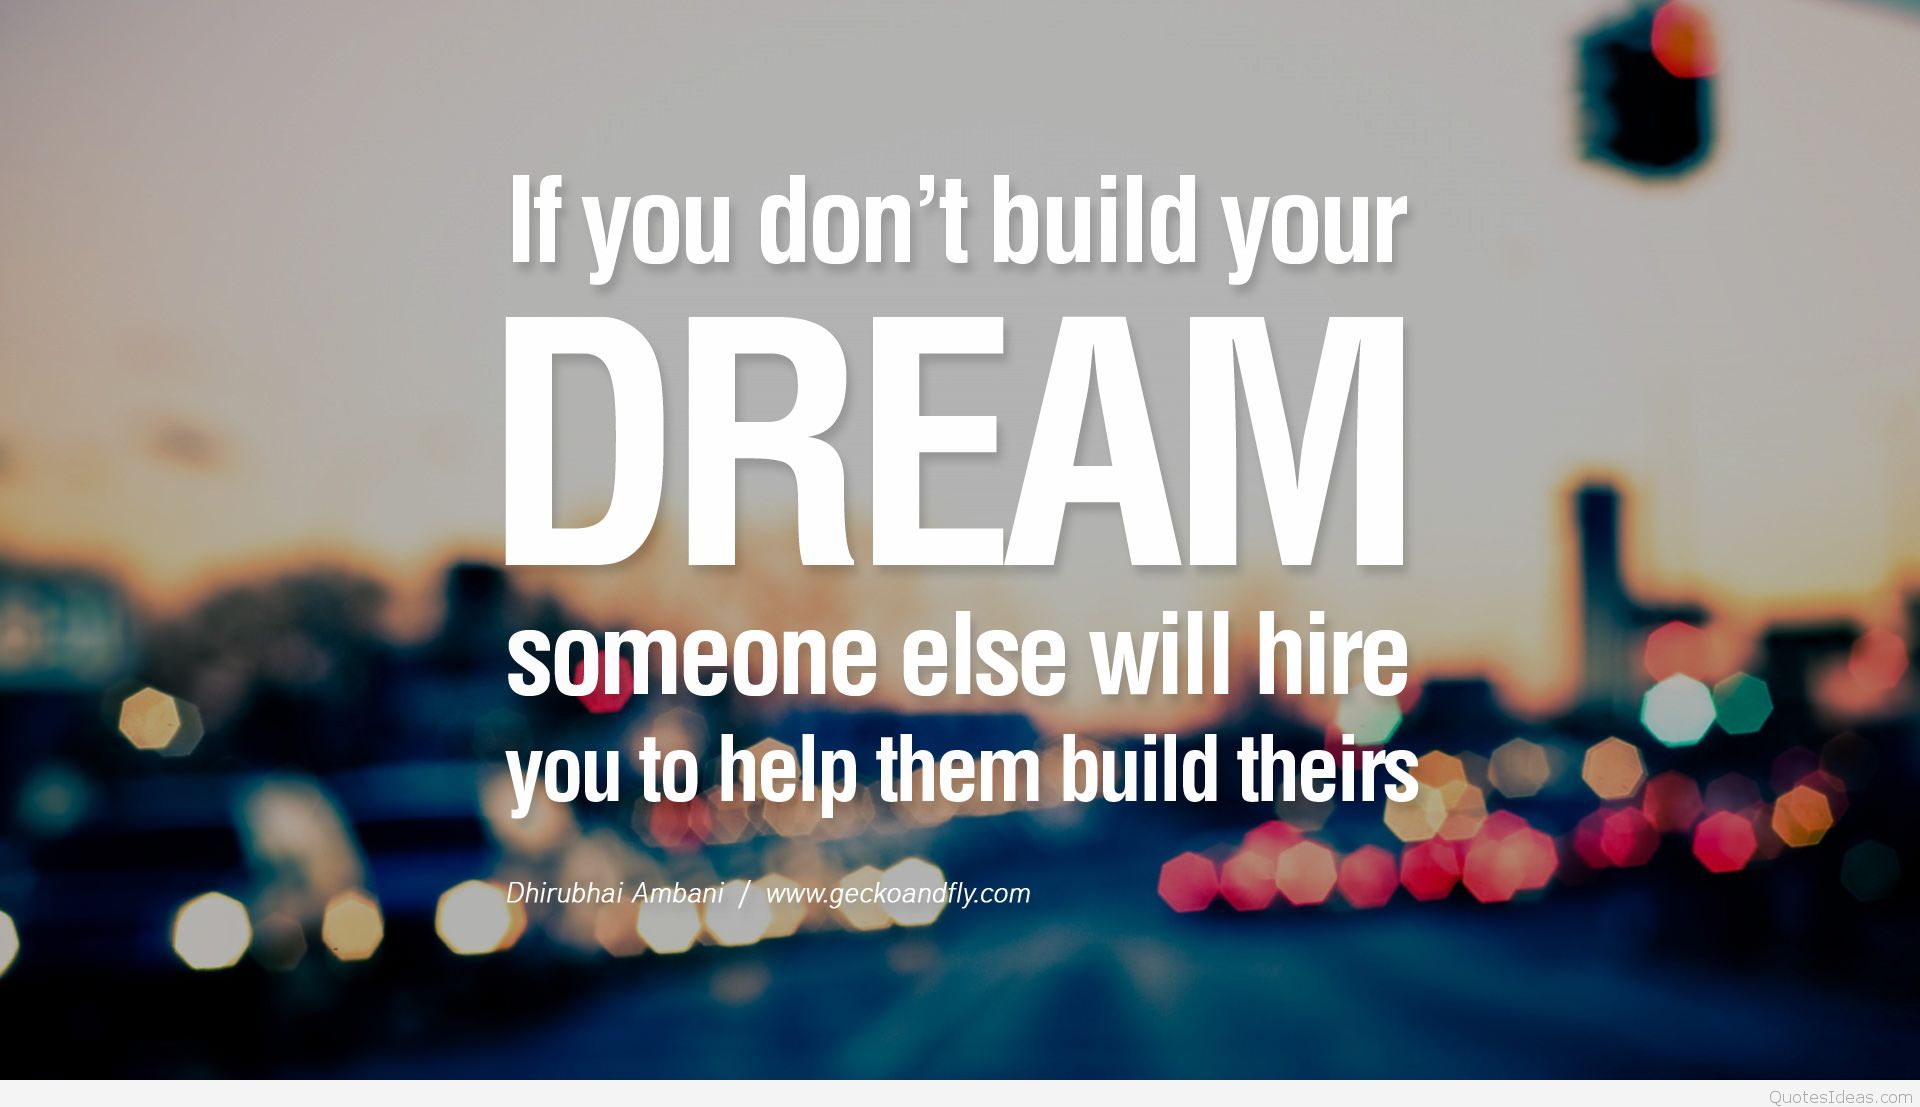 If you don’t build your
DREAM
someone else will hire
you to help them build theirs
Dhirubhai Ambani / www.geckoandfly.com
QuotesIdeas.com